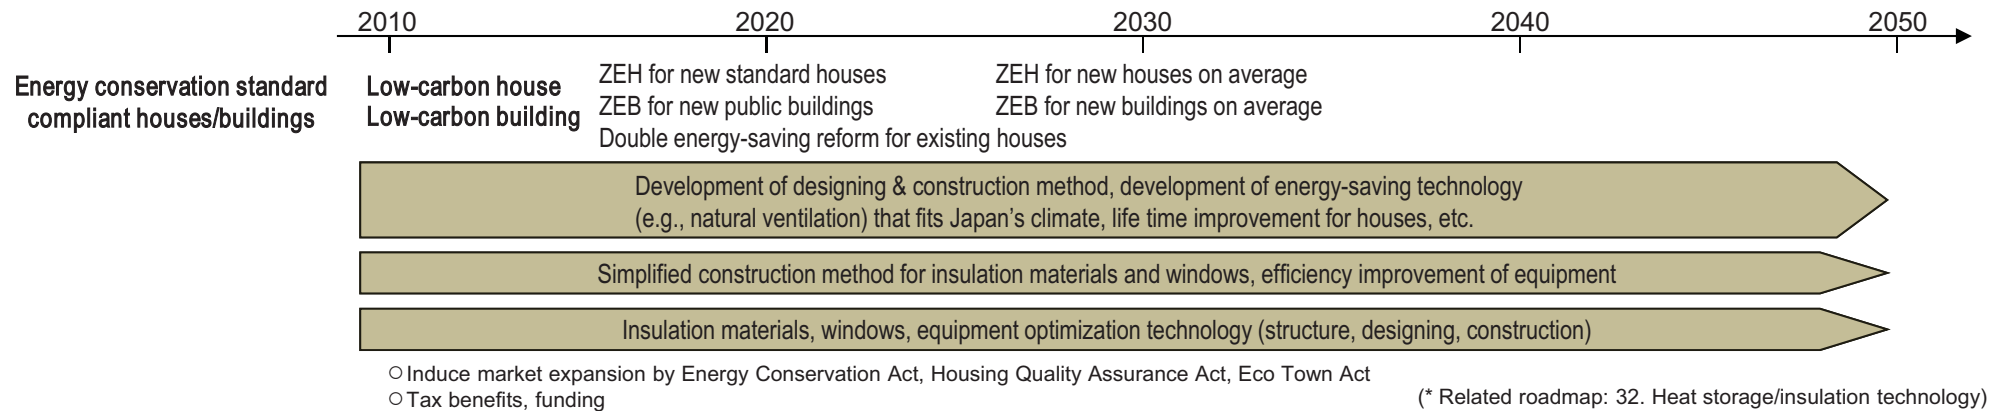 2010 2020 2030 2040 2050
Energy conservation standard
compliant houses/buildings
Low-carbon house
Low-carbon building
ZEH for new standard houses
ZEB for new public buildings
Double energy-saving reform for existing houses
ZEH for new houses on average
ZEB for new buildings on average
Development of designing & construction method, development of energy-saving technology
(e.g., natural ventilation) that fits Japan’s climate, life time improvement for houses, etc.
Simplified construction method for insulation materials and windows, efficiency improvement of equipment
Insulation materials, windows, equipment optimization technology (structure, designing, construction)
○ Induce market expansion by Energy Conservation Act, Housing Quality Assurance Act, Eco Town Act
○ Tax benefits, funding
(* Related roadmap: 32. Heat storage/insulation technology)